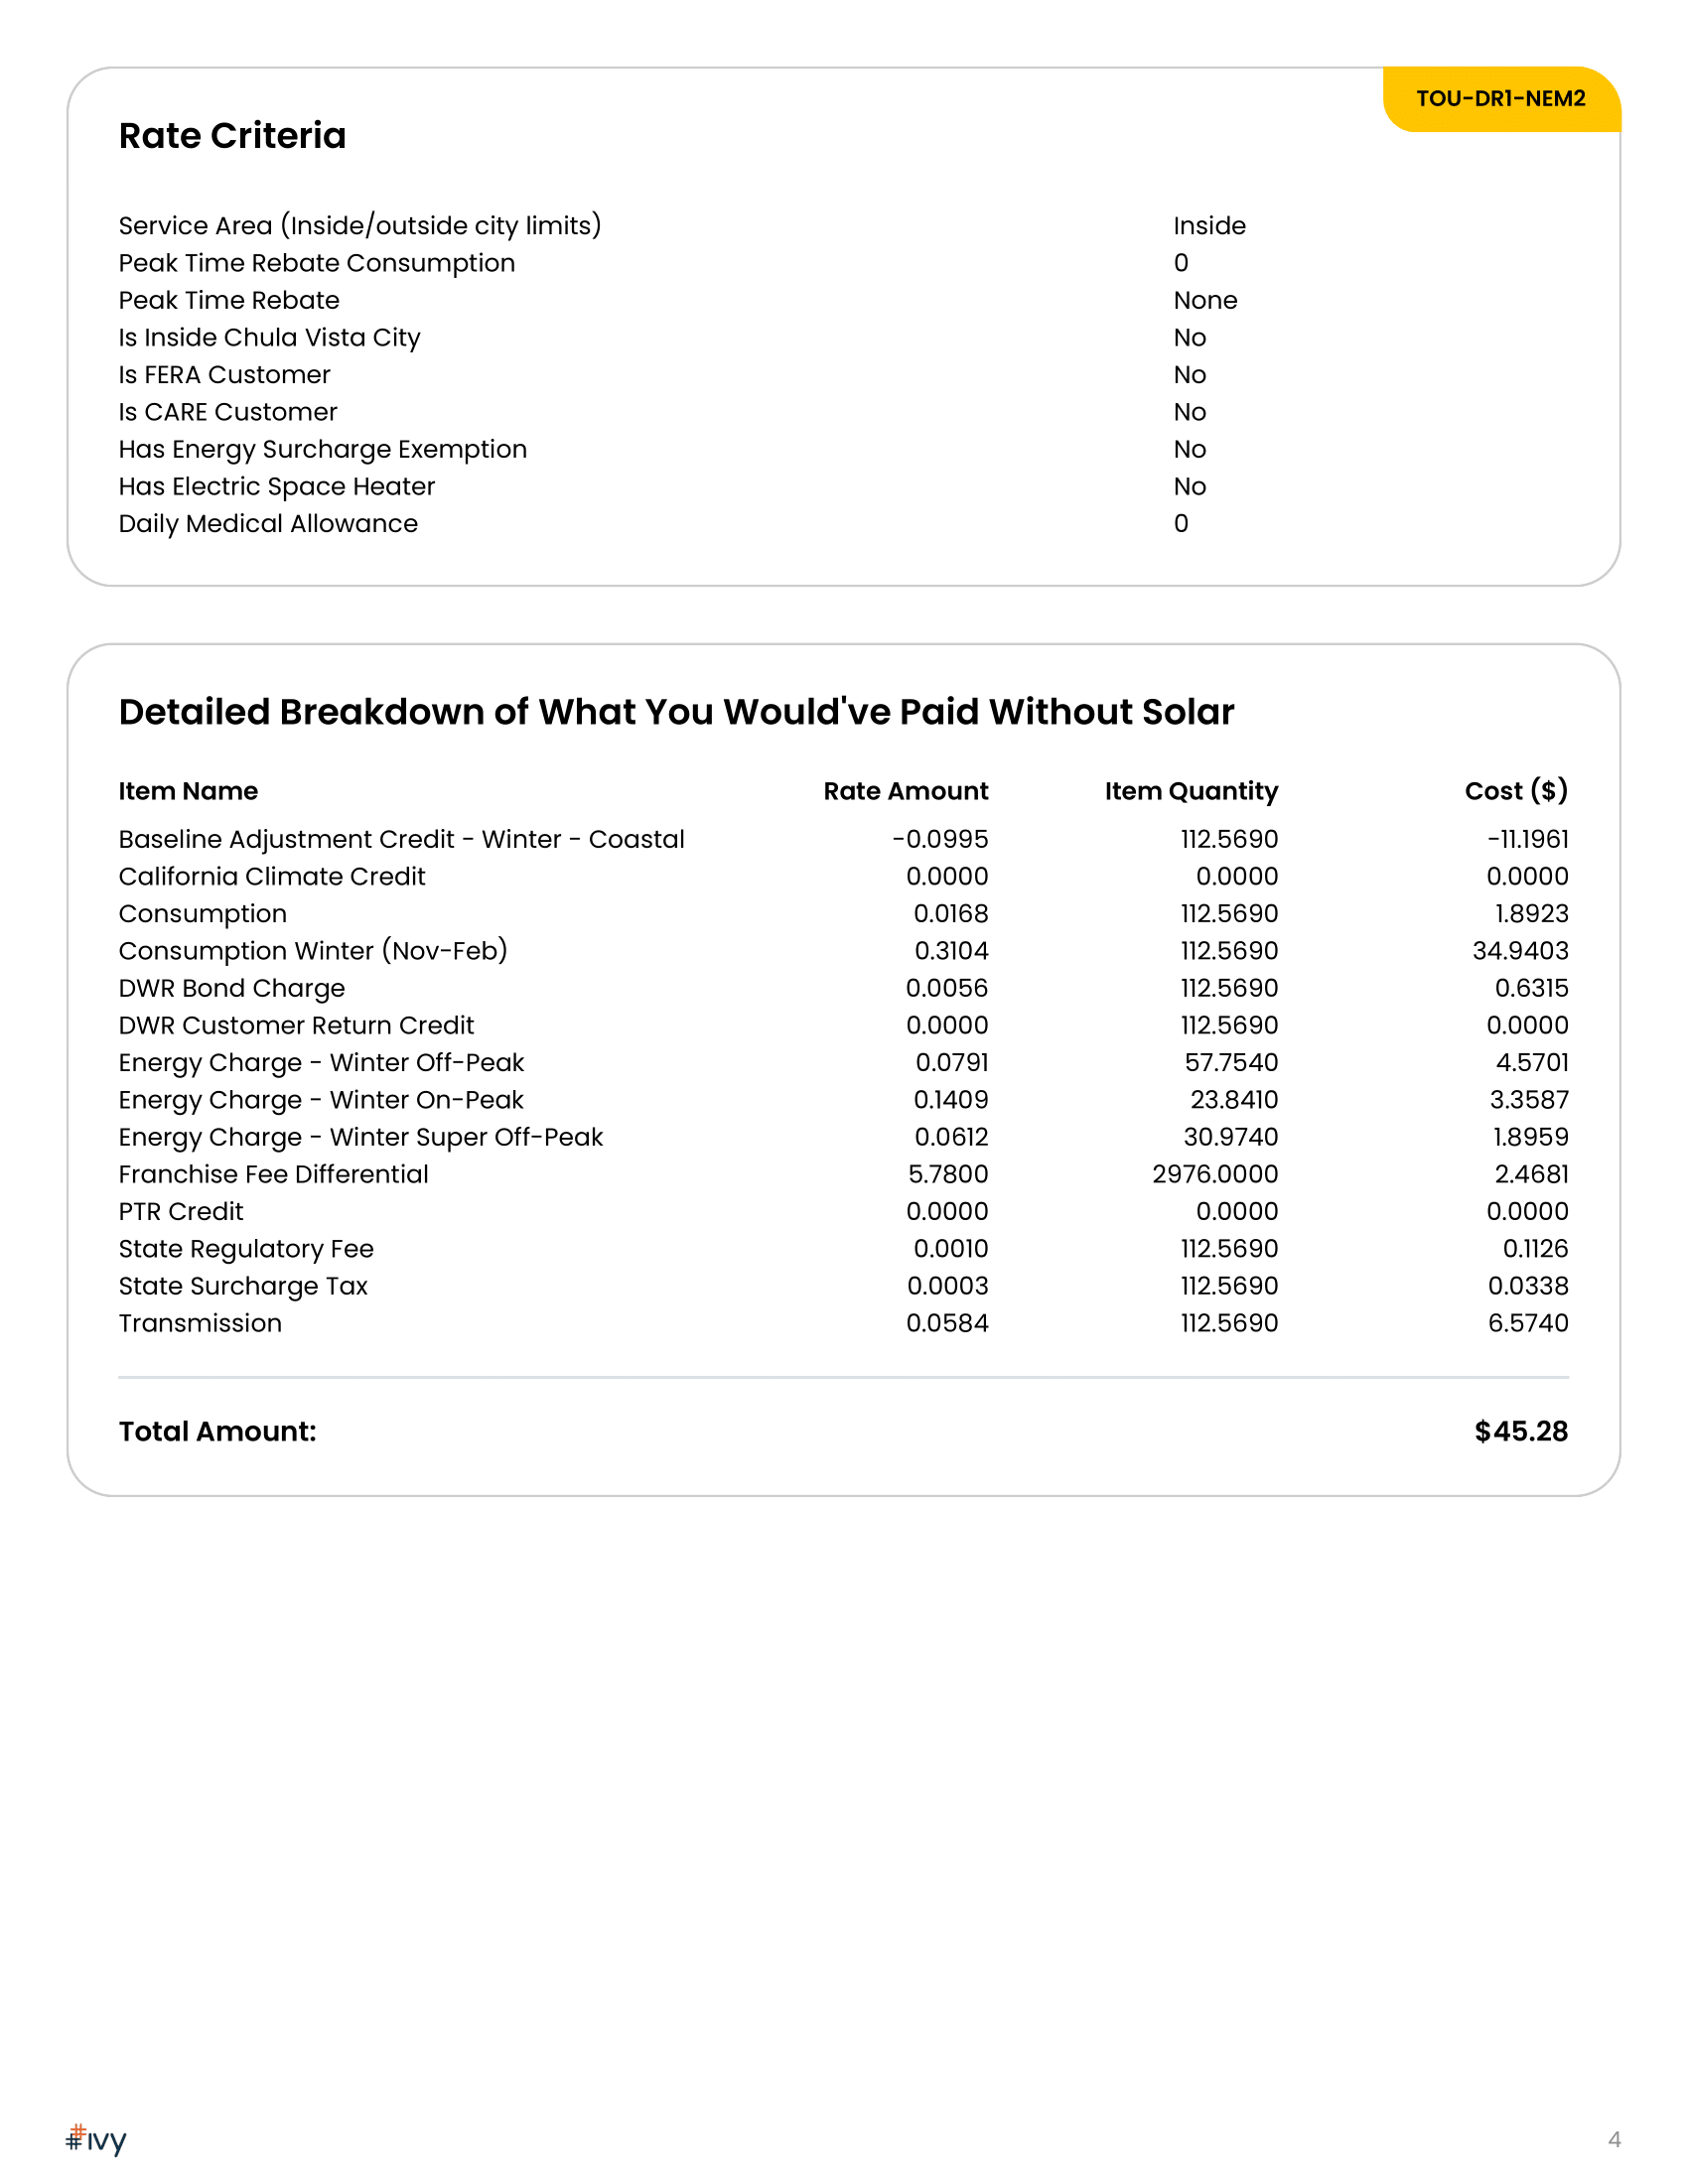 TOU-DR1-NEM2
Rate Criteria
Service Area (Inside/outside city limits) Inside
Peak Time Rebate Consumption 0
Peak Time Rebate None
Is Inside Chula Vista City No
Is FERA Customer No
Is CARE Customer No
Has Energy Surcharge Exemption No
Has Electric Space Heater No
Daily Medical Allowance 0
Detailed Breakdown of What You Would've Paid Without Solar
Item Name Rate Amount Item Quantity Cost ($)
Baseline Adjustment Credit - Winter - Coastal -0.0995 112.5690 -11.1961
California Climate Credit 0.0000 0.0000 0.0000
Consumption 0.0168 112.5690 1.8923
Consumption Winter (Nov-Feb) 0.3104 112.5690 34.9403
DWR Bond Charge 0.0056 112.5690 0.6315
DWR Customer Return Credit 0.0000 112.5690 0.0000
Energy Charge - Winter Off-Peak 0.0791 57.7540 4.5701
Energy Charge - Winter On-Peak 0.1409 23.8410 3.3587
Energy Charge - Winter Super Off-Peak 0.0612 30.9740 1.8959
Franchise Fee Differential 5.7800 2976.0000 2.4681
PTR Credit 0.0000 0.0000 0.0000
State Regulatory Fee 0.0010 112.5690 0.1126
State Surcharge Tax 0.0003 112.5690 0.0338
Transmission 0.0584 112.5690 6.5740
Total Amount: $45.28
ivy 4